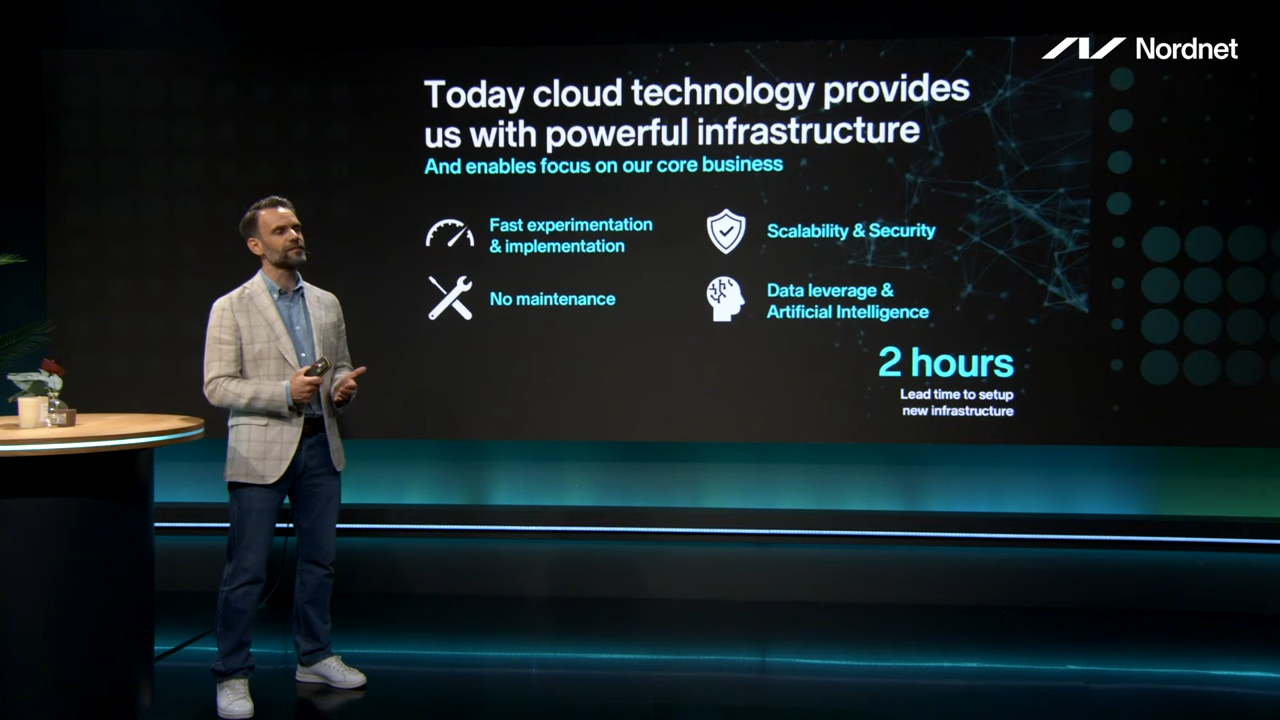 Nordnet
Today cloud technology provides
us with powerful infrastructure
And enables focus on our core business
Fast experimentation
& implementation
Scalability & Security
No maintenance
Data leverage &
Artificial Intelligence
2 hours
Lead time to setup
new infrastructure